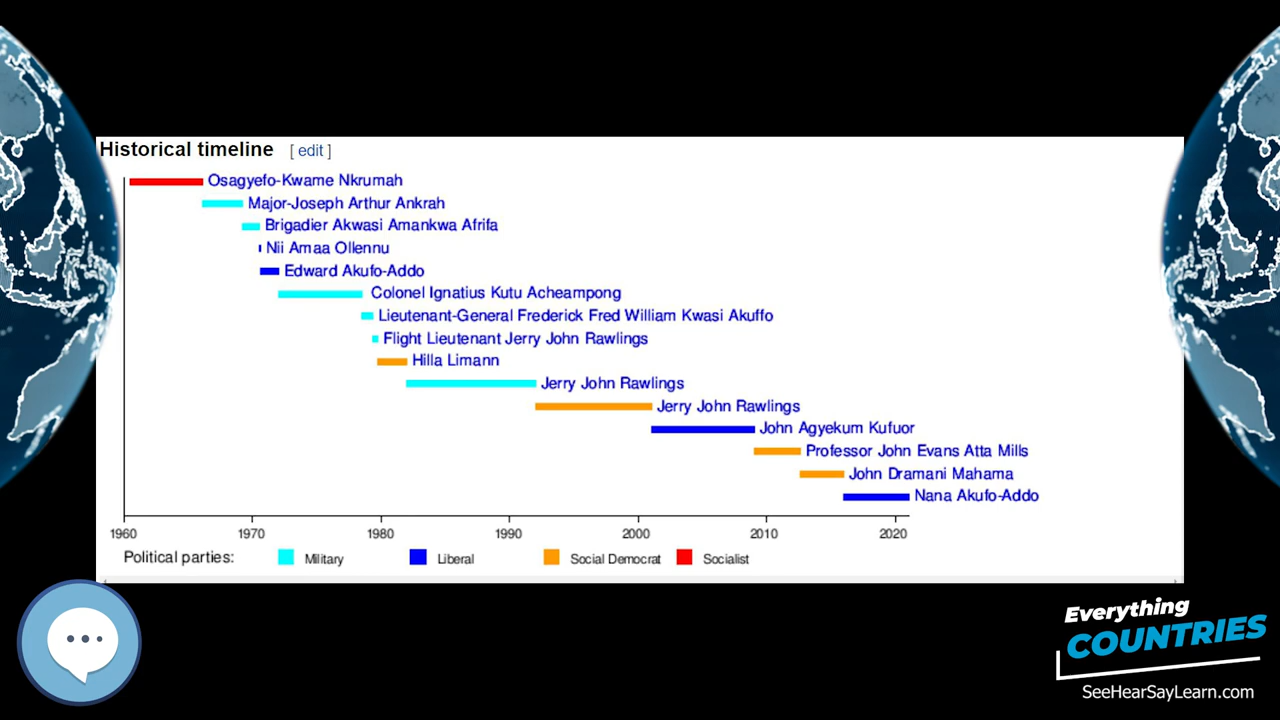 Historical timeline [ edit ]
Osagyefo-Kwame Nkrumah
Major-Joseph Arthur Ankrah
Brigadier Akwasi Amankwa Afrifa
Nii Amaa Ollennu
Edward Akufo-Addo
Colonel Ignatius Kutu Acheampong
Lieutenant-General Frederick Fred William Kwasi Akuffo
Flight Lieutenant Jerry John Rawlings
Hilla Limann
Jerry John Rawlings
Jerry John Rawlings
John Agyekum Kufuor
Professor John Evans Atta Mills
John Dramani Mahama
Nana Akufo-Addo
1960 1970 1980 1990 2000 2010 2020
Political parties: Military Liberal Social Democrat Socialist
Everything
COUNTRIES
SeeHearSayLearn.com